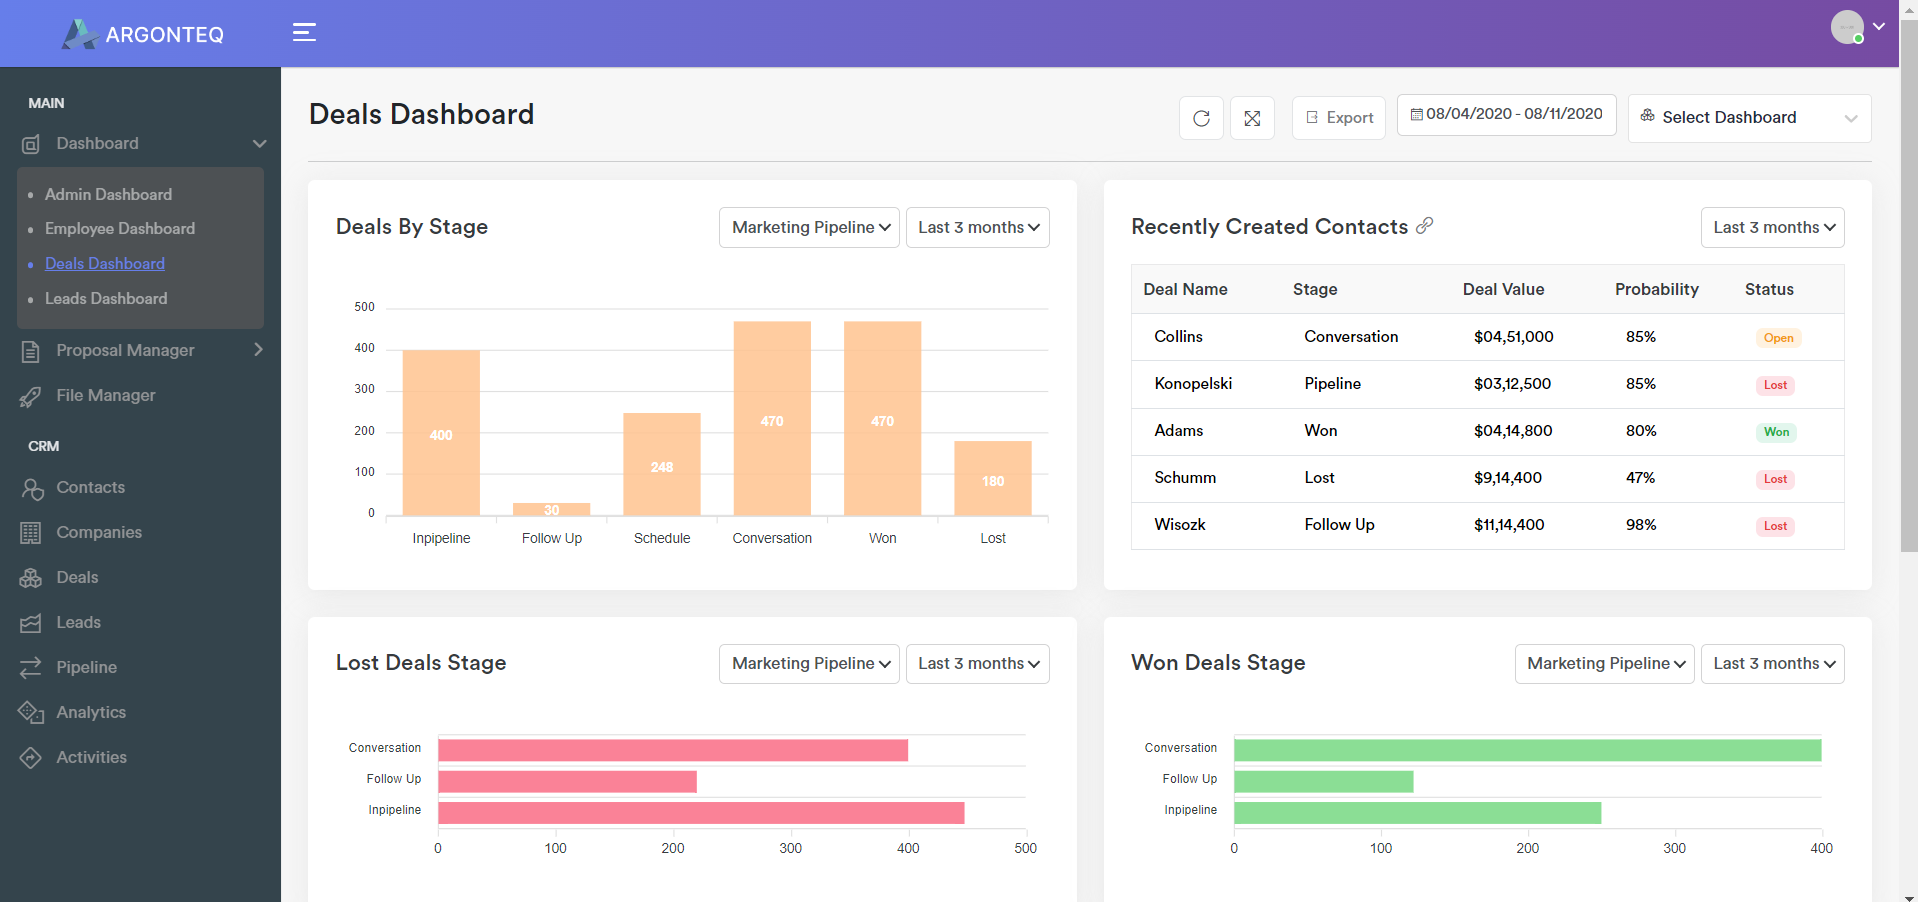 ARGONTEQ
MAIN
Dashboard
Admin Dashboard
Employee Dashboard
Deals Dashboard
Leads Dashboard
Proposal Manager
File Manager
CRM
Contacts
Companies
Deals
Leads
Pipeline
Analytics
Activities
Deals Dashboard
Export
08/04/2020 - 08/11/2020
Select Dashboard
Deals By Stage
Marketing Pipeline
Last 3 months
500
400
300
200
100
0
400
30
248
470
470
180
Inpipeline Follow Up Schedule Conversation Won Lost
Recently Created Contacts
Last 3 months
Deal Name Stage Deal Value Probability Status
Collins Conversation $04,51,000 85% Open
Konopelski Pipeline $03,12,500 85% Lost
Adams Won $04,14,800 80% Won
Schumm Lost $9,14,400 47% Lost
Wisozk Follow Up $11,14,400 98% Lost
Lost Deals Stage
Marketing Pipeline
Last 3 months
Conversation
Follow Up
Inpipeline
0 100 200 300 400 500
Won Deals Stage
Marketing Pipeline
Last 3 months
Conversation
Follow Up
Inpipeline
0 100 200 300 400